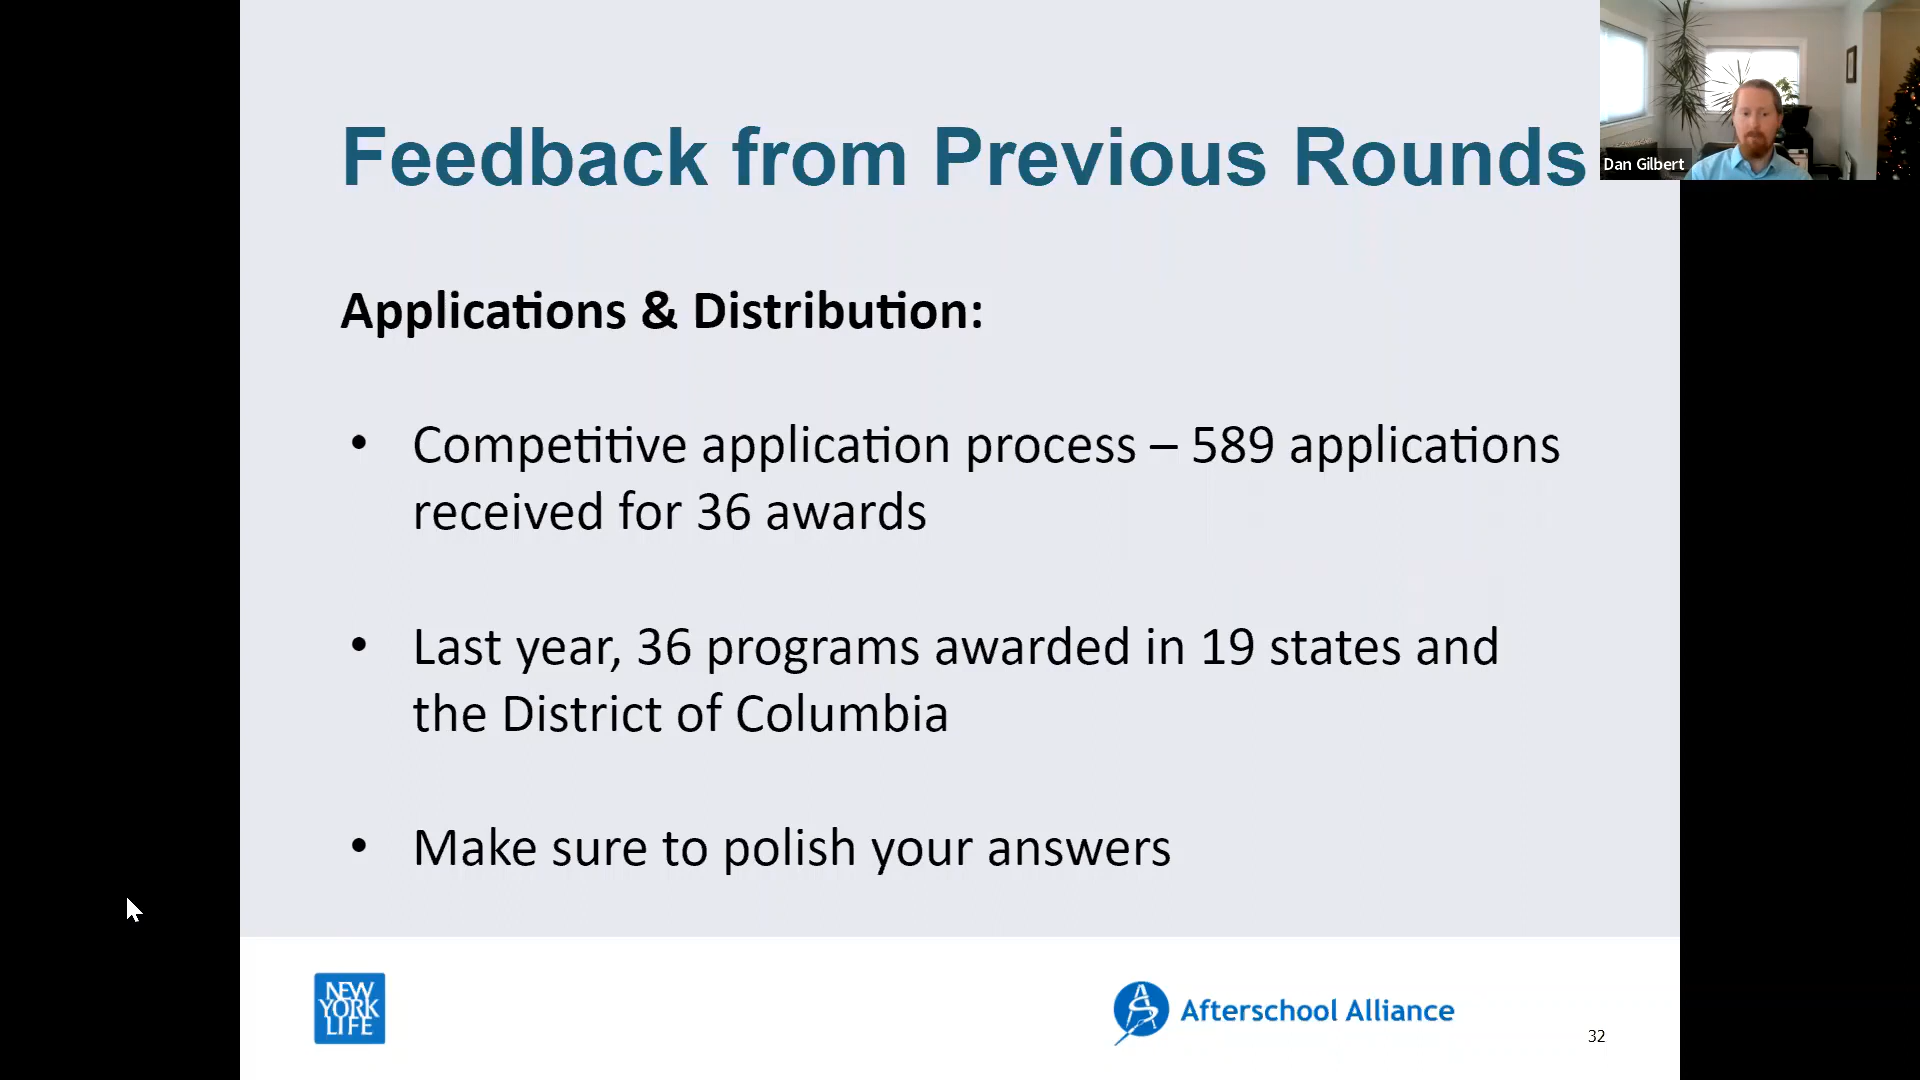 Feedback from Previous Rounds
Dan Gilbert
Applications & Distribution:
• Competitive application process – 589 applications
received for 36 awards
• Last year, 36 programs awarded in 19 states and
the District of Columbia
• Make sure to polish your answers
NEW
YORK
LIFE
Afterschool Alliance
32